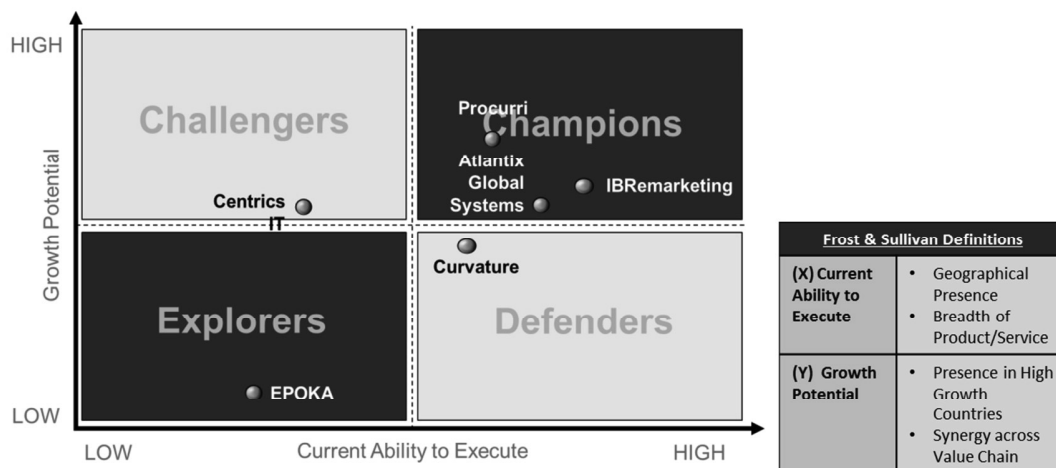 HIGH
Challengers
Champions
Procurri
Atlantix
Global
Systems
IBRemarketing
Centrics
IT
Growth Potential
Curvature
Explorers
Defenders
EPOKA
LOW
LOW
Current Ability to Execute
HIGH
Frost & Sullivan Definitions
(X) Current
Ability to
Execute
• Geographical
Presence
• Breadth of
Product/Service
(Y) Growth
Potential
• Presence in High
Growth
Countries
• Synergy across
Value Chain